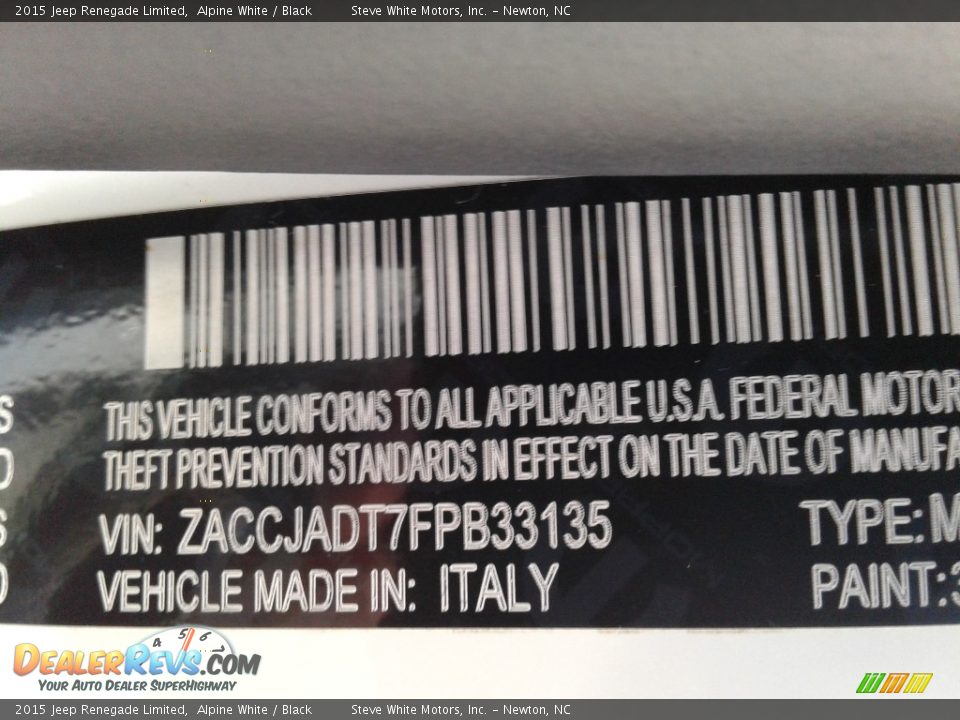 2015 Jeep Renegade Limited, Alpine White / Black Steve White Motors, Inc. – Newton, NC
THIS VEHICLE CONFORMS TO ALL APPLICABLE U.S.A. FEDERAL MOTOR
THEFT PREVENTION STANDARDS IN EFFECT ON THE DATE OF MANUFA
VIN: ZACCJADT7FPB33135 TYPE: M
VEHICLE MADE IN: ITALY PAINT: 3
4 5 6
DEALERREVS.COM
YOUR AUTO DEALER SUPERHIGHWAY
2015 Jeep Renegade Limited, Alpine White / Black Steve White Motors, Inc. – Newton, NC